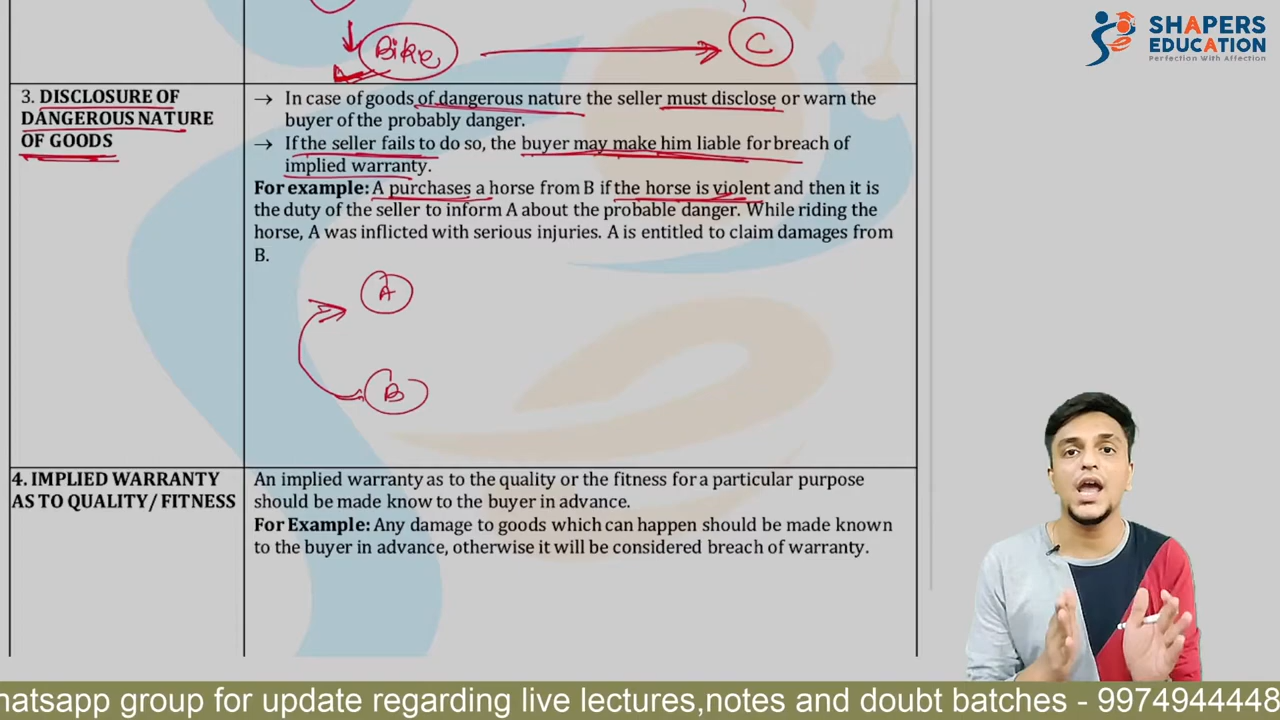 SHAPERS
EDUCATION
Perfection With Affection
Bike
C
3. DISCLOSURE OF
DANGEROUS NATURE
OF GOODS
→ In case of goods of dangerous nature the seller must disclose or warn the
buyer of the probably danger.
→ If the seller fails to do so, the buyer may make him liable for breach of
implied warranty.
For example: A purchases a horse from B if the horse is violent and then it is
the duty of the seller to inform A about the probable danger. While riding the
horse, A was inflicted with serious injuries. A is entitled to claim damages from
B.
A
B
4. IMPLIED WARRANTY
AS TO QUALITY/ FITNESS
An implied warranty as to the quality or the fitness for a particular purpose
should be made know to the buyer in advance.
For Example: Any damage to goods which can happen should be made known
to the buyer in advance, otherwise it will be considered breach of warranty.
hatsapp group for update regarding live lectures,notes and doubt batches - 9974944448